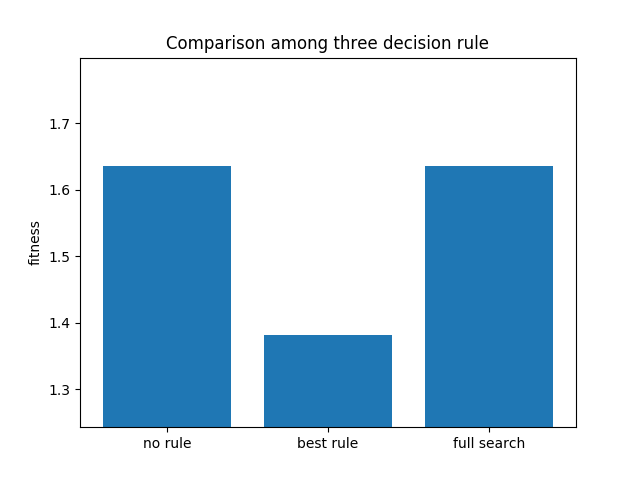 Comparison among three decision rule
fitness
1.7
1.6
1.5
1.4
1.3
no rule
best rule
full search